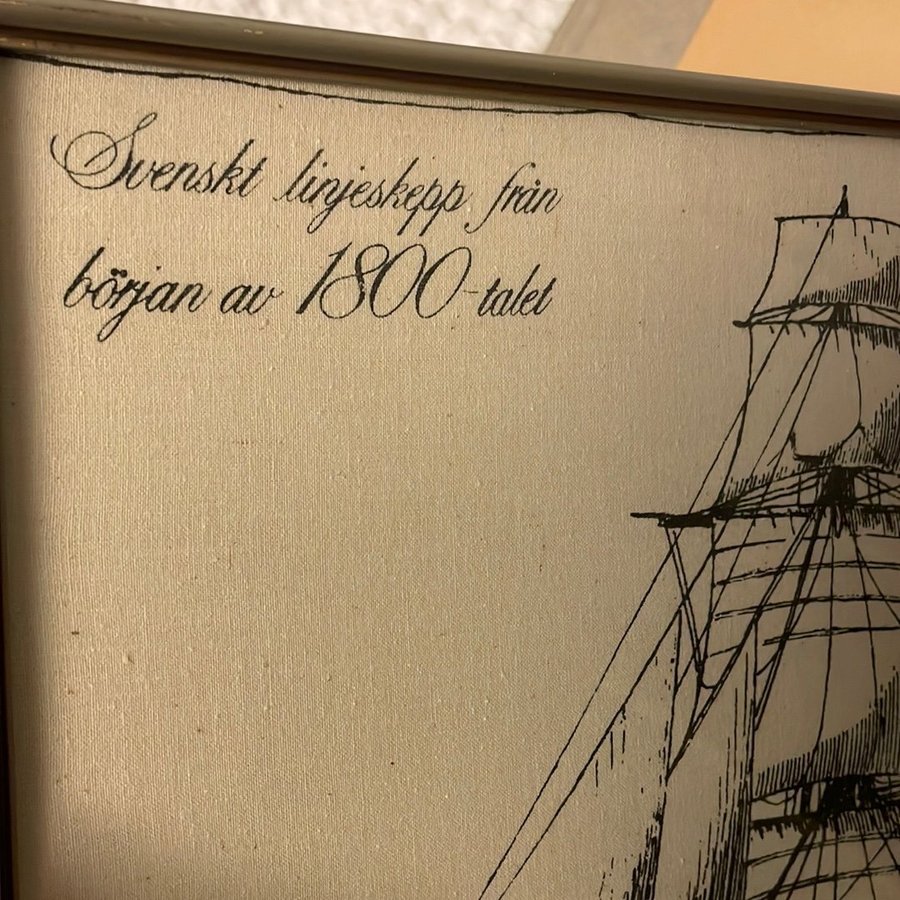 Svenskt linjeskepp från
början av 1800-talet